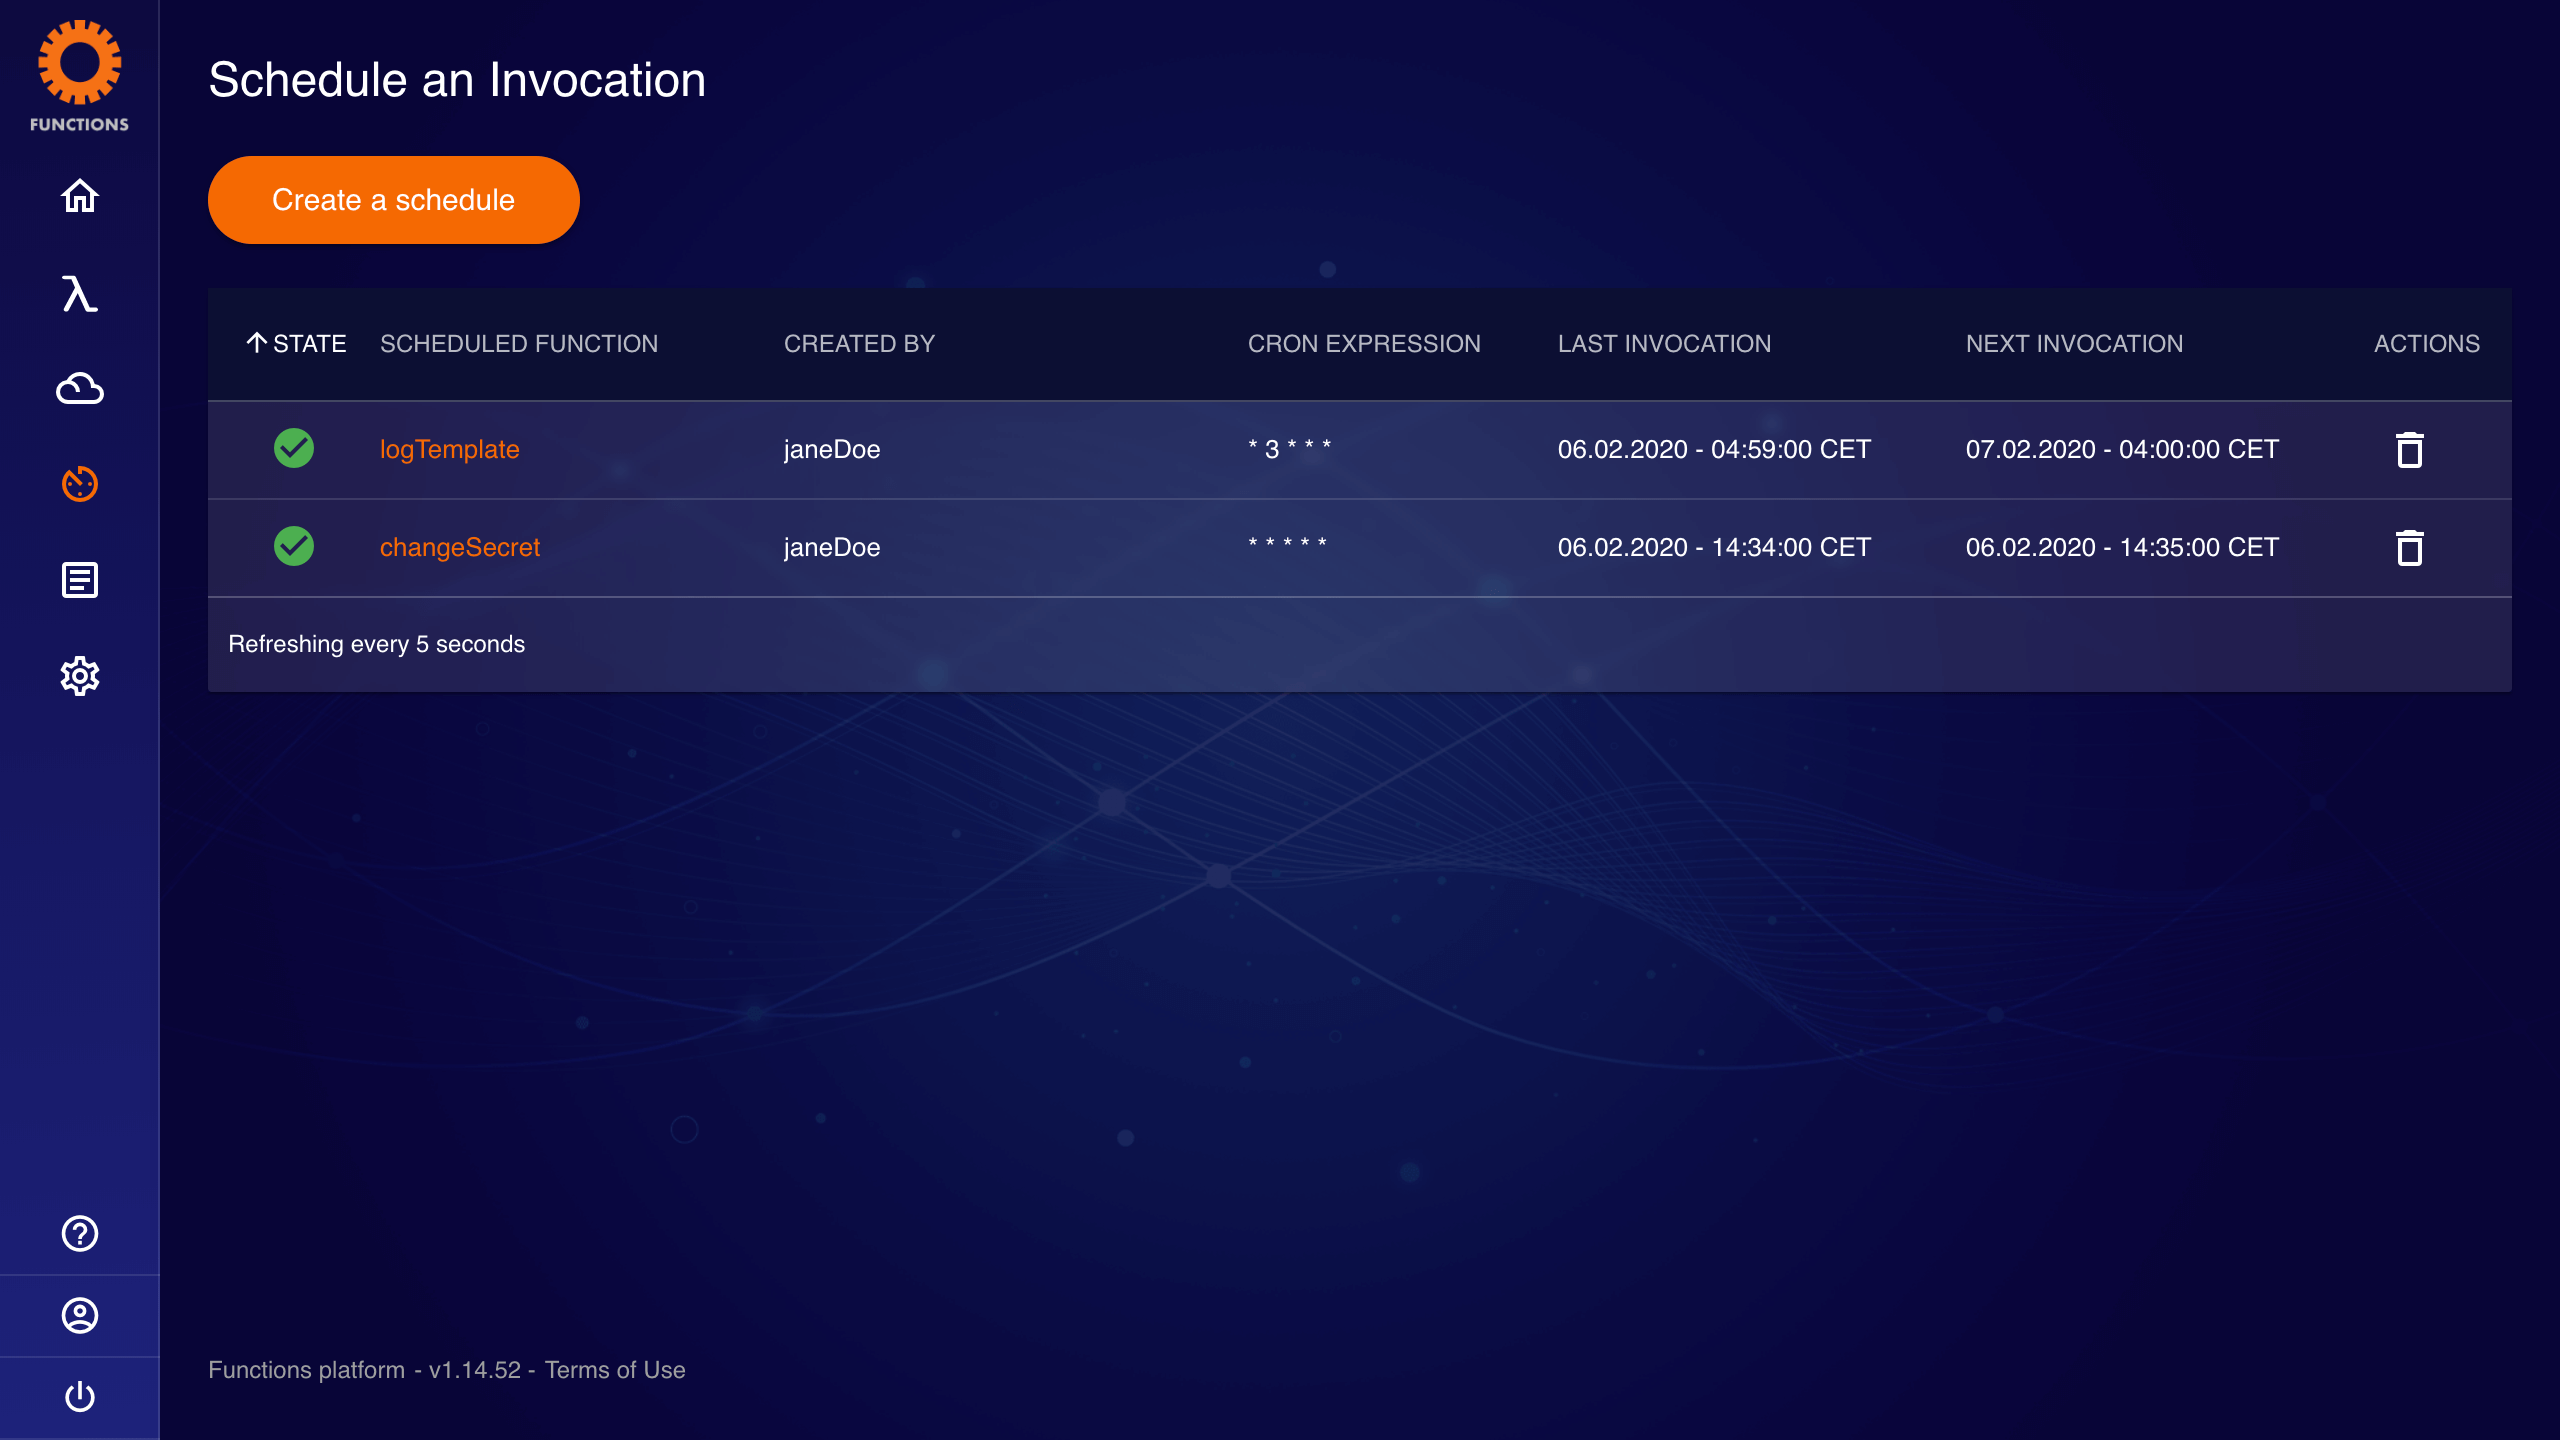 FUNCTIONS
Schedule an Invocation
Create a schedule
STATE SCHEDULED FUNCTION CREATED BY CRON EXPRESSION LAST INVOCATION NEXT INVOCATION ACTIONS
logTemplate janeDoe * 3 * * * 06.02.2020 - 04:59:00 CET 07.02.2020 - 04:00:00 CET
changeSecret janeDoe * * * * * 06.02.2020 - 14:34:00 CET 06.02.2020 - 14:35:00 CET
Refreshing every 5 seconds
Functions platform - v1.14.52 - Terms of Use